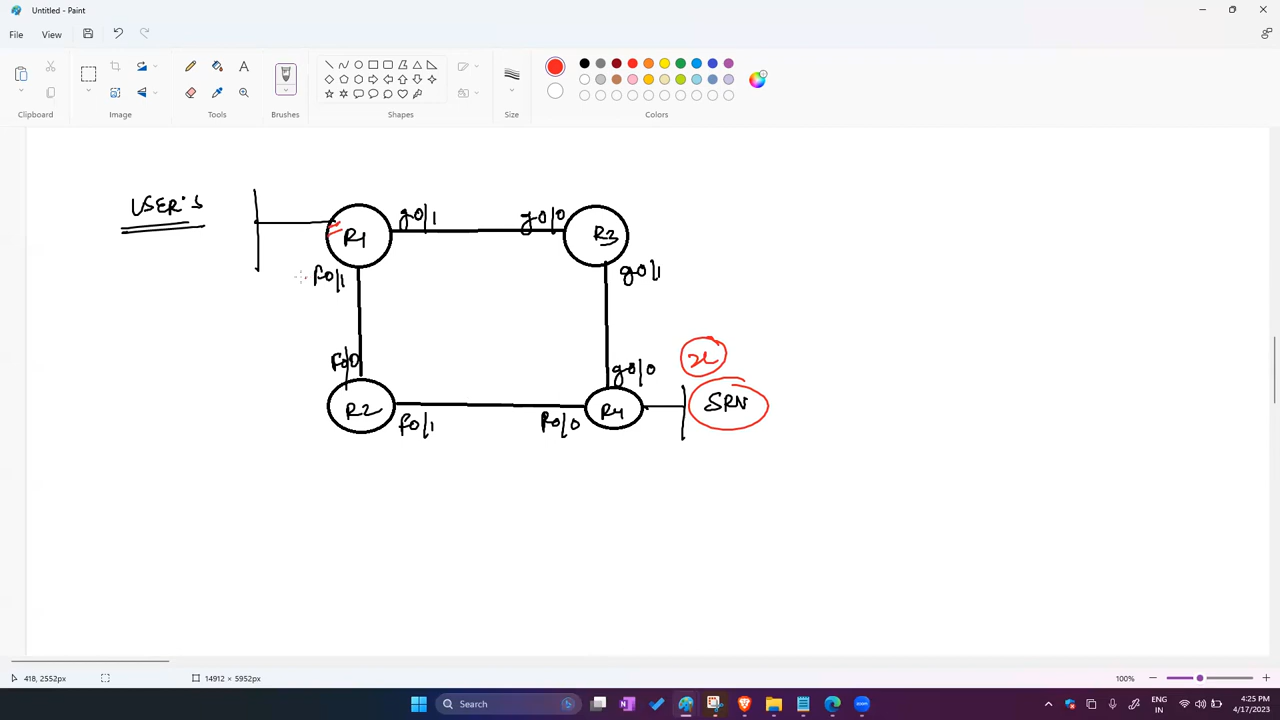 Untitled - Paint
File
View
Clipboard
Image
Tools
Brushes
Shapes
Size
Colors
USER'S
R1
g0/1
g0/0
R3
f0/1
g0/1
f0/0
g0/0
x
R2
R4
SRV
f0/1
f0/0
418, 2552px
14912 × 5952px
100%
Search
ENG
IN
4:25 PM
4/17/2023